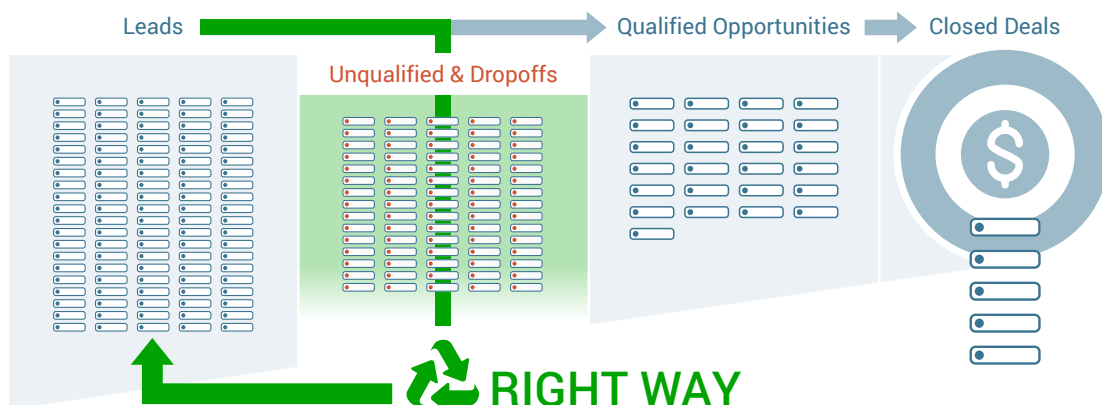 Leads
Qualified Opportunities
Closed Deals
Unqualified & Dropoffs
$
RIGHT WAY